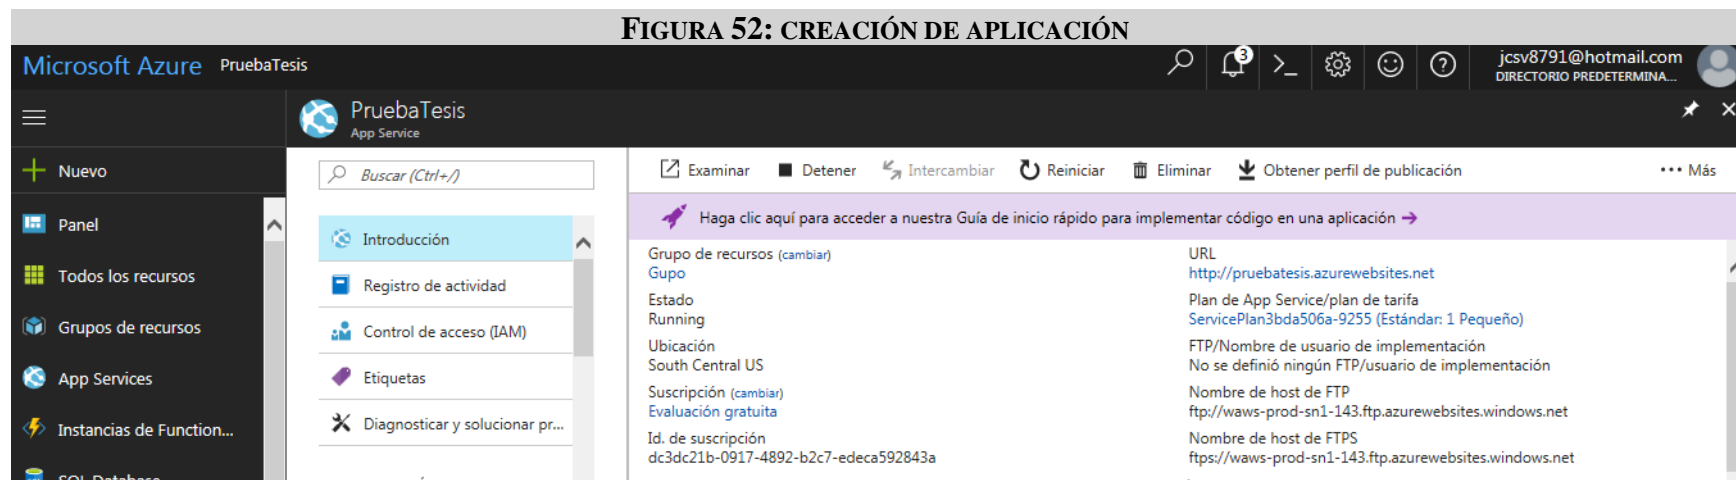 FIGURA 52: CREACIÓN DE APLICACIÓN
Microsoft Azure PruebaTesis
3
jcsv8791@hotmail.com
DIRECTORIO PREDETERMINA...
PruebaTesis
App Service
Nuevo
Panel
Todos los recursos
Grupos de recursos
App Services
Instancias de Function...
SQL Database
Buscar (Ctrl+/)
Introducción
Registro de actividad
Control de acceso (IAM)
Etiquetas
Diagnosticar y solucionar pr...
Examinar Detener Intercambiar Reiniciar Eliminar Obtener perfil de publicación ••• Más
Haga clic aquí para acceder a nuestra Guía de inicio rápido para implementar código en una aplicación →
Grupo de recursos (cambiar)
Gupo
Estado
Running
Ubicación
South Central US
Suscripción (cambiar)
Evaluación gratuita
Id. de suscripción
dc3dc21b-0917-4892-b2c7-edeca592843a
URL
http://pruebatesis.azurewebsites.net
Plan de App Service/plan de tarifa
ServicePlan3bda506a-9255 (Estándar: 1 Pequeño)
FTP/Nombre de usuario de implementación
No se definió ningún FTP/usuario de implementación
Nombre de host de FTP
ftp://waws-prod-sn1-143.ftp.azurewebsites.windows.net
Nombre de host de FTPS
ftps://waws-prod-sn1-143.ftp.azurewebsites.windows.net